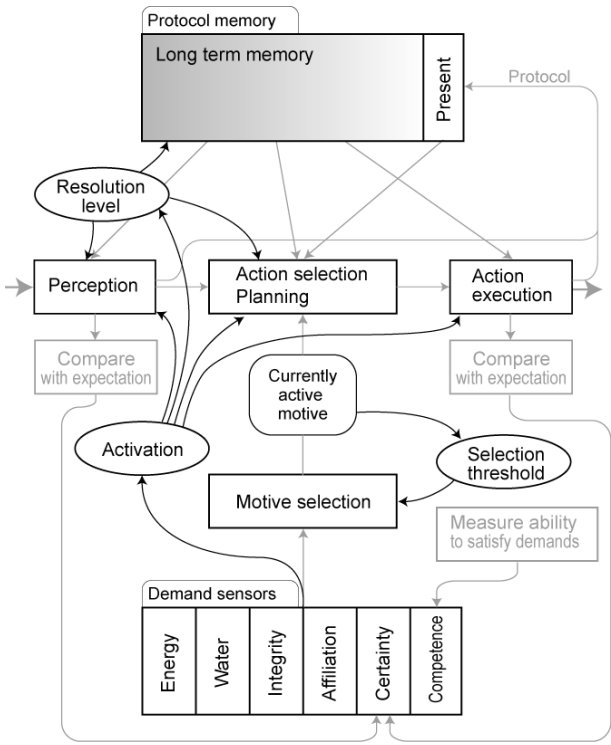 Protocol memory
Long term memory
Present
Protocol
Resolution
level
Perception
Action selection
Planning
Action
execution
Compare
with expectation
Currently
active
motive
Compare
with expectation
Activation
Selection
threshold
Motive selection
Measure ability
to satisfy demands
Demand sensors
Energy
Water
Integrity
Affiliation
Certainty
Competence